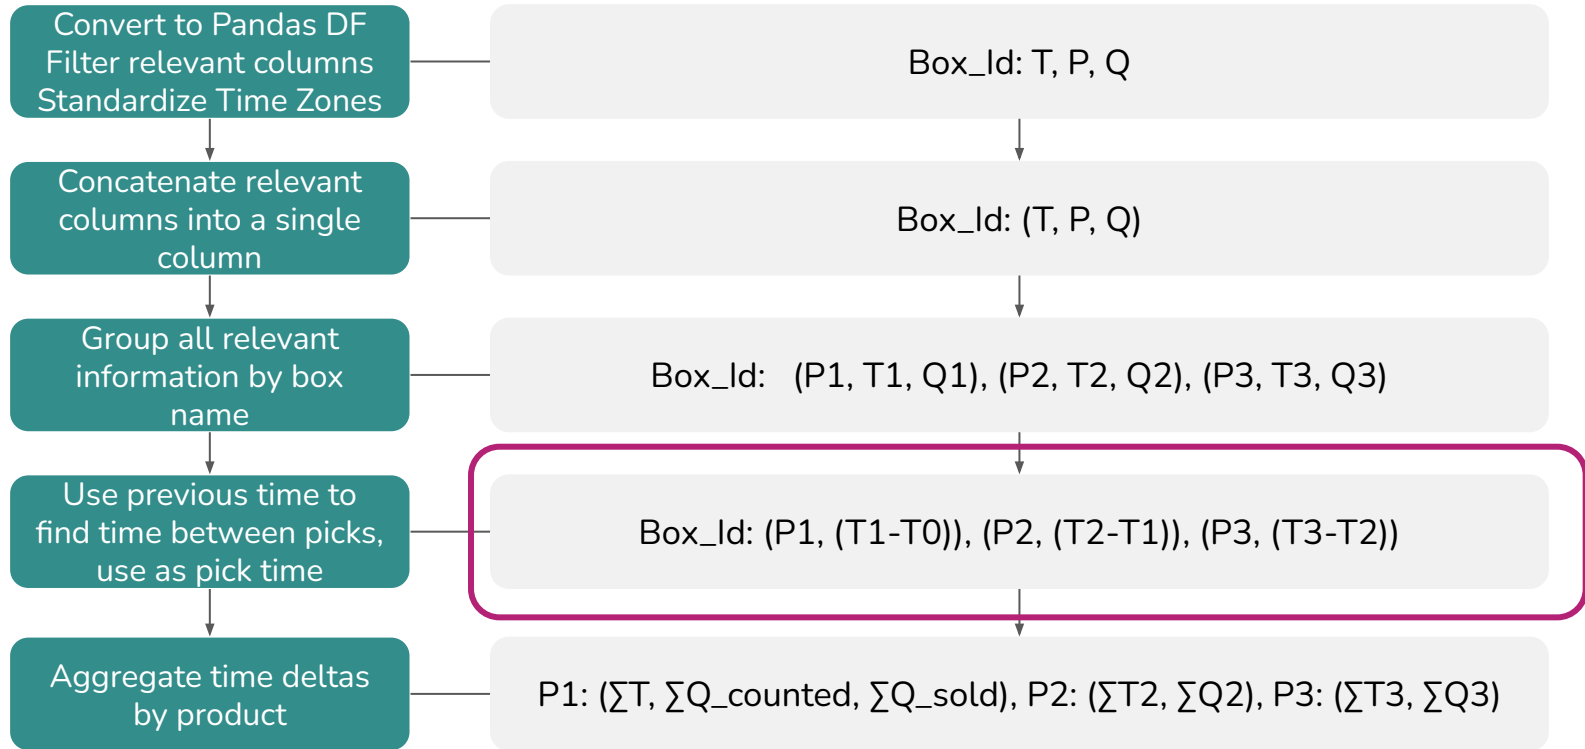 Convert to Pandas DF
Filter relevant columns
Standardize Time Zones
Box_Id: T, P, Q
Concatenate relevant
columns into a single
column
Box_Id: (T, P, Q)
Group all relevant
information by box
name
Box_Id: (P1, T1, Q1), (P2, T2, Q2), (P3, T3, Q3)
Use previous time to
find time between picks,
use as pick time
Box_Id: (P1, (T1-T0)), (P2, (T2-T1)), (P3, (T3-T2))
Aggregate time deltas
by product
P1: (∑T, ∑Q_counted, ∑Q_sold), P2: (∑T2, ∑Q2), P3: (∑T3, ∑Q3)